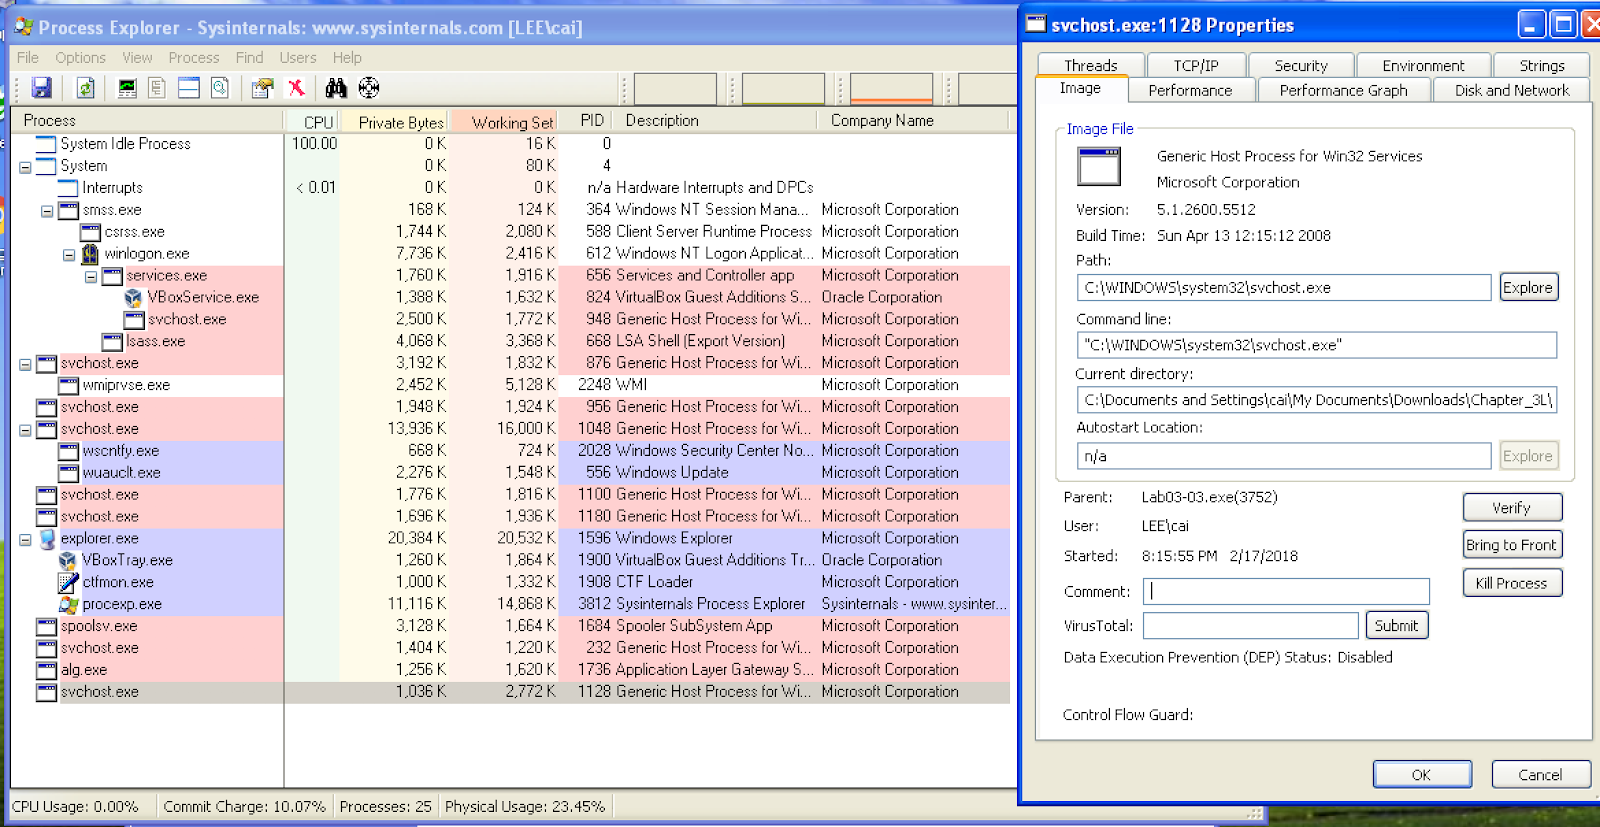 Process Explorer - Sysinternals: www.sysinternals.com [LEE\cai]
File Options View Process Find Users Help
Process CPU Private Bytes Working Set PID Description Company Name
System Idle Process 100.00 0 K 16 K 0
System 0 K 80 K 4
Interrupts < 0.01 0 K 0 K n/a Hardware Interrupts and DPCs
smss.exe 168 K 124 K 364 Windows NT Session Mana... Microsoft Corporation
csrss.exe 1,744 K 2,080 K 588 Client Server Runtime Process Microsoft Corporation
winlogon.exe 7,736 K 2,416 K 612 Windows NT Logon Applicat... Microsoft Corporation
services.exe 1,760 K 1,916 K 656 Services and Controller app Microsoft Corporation
VBoxService.exe 1,388 K 1,632 K 824 VirtualBox Guest Additions S... Oracle Corporation
svchost.exe 2,500 K 1,772 K 948 Generic Host Process for Wi... Microsoft Corporation
lsass.exe 4,068 K 3,368 K 668 LSA Shell (Export Version) Microsoft Corporation
svchost.exe 3,192 K 1,832 K 876 Generic Host Process for Wi... Microsoft Corporation
wmiprvse.exe 2,452 K 5,128 K 2248 WMI Microsoft Corporation
svchost.exe 1,948 K 1,924 K 956 Generic Host Process for Wi... Microsoft Corporation
svchost.exe 13,936 K 16,000 K 1048 Generic Host Process for Wi... Microsoft Corporation
wscntfy.exe 668 K 724 K 2028 Windows Security Center No... Microsoft Corporation
wuauclt.exe 2,276 K 1,548 K 556 Windows Update Microsoft Corporation
svchost.exe 1,776 K 1,816 K 1100 Generic Host Process for Wi... Microsoft Corporation
svchost.exe 1,696 K 1,936 K 1180 Generic Host Process for Wi... Microsoft Corporation
explorer.exe 20,384 K 20,532 K 1596 Windows Explorer Microsoft Corporation
VBoxTray.exe 1,260 K 1,864 K 1900 VirtualBox Guest Additions Tr... Oracle Corporation
ctfmon.exe 1,000 K 1,332 K 1908 CTF Loader Microsoft Corporation
procexp.exe 11,116 K 14,868 K 3812 Sysinternals Process Explorer Sysinternals - www.sysinter...
spoolsv.exe 3,128 K 1,664 K 1684 Spooler SubSystem App Microsoft Corporation
svchost.exe 1,404 K 1,220 K 232 Generic Host Process for Wi... Microsoft Corporation
alg.exe 1,256 K 1,620 K 1736 Application Layer Gateway S... Microsoft Corporation
svchost.exe 1,036 K 2,772 K 1128 Generic Host Process for Wi... Microsoft Corporation
CPU Usage: 0.00% Commit Charge: 10.07% Processes: 25 Physical Usage: 23.45%
svchost.exe:1128 Properties
Threads TCP/IP Security Environment Strings
Image Performance Performance Graph Disk and Network
Image File
Generic Host Process for Win32 Services
Microsoft Corporation
Version: 5.1.2600.5512
Build Time: Sun Apr 13 12:15:12 2008
Path:
C:\WINDOWS\system32\svchost.exe Explore
Command line:
"C:\WINDOWS\system32\svchost.exe"
Current directory:
C:\Documents and Settings\cai\My Documents\Downloads\Chapter_3L\
Autostart Location:
n/a Explore
Parent: Lab03-03.exe(3752)
Verify
User: LEE\cai
Bring to Front
Started: 8:15:55 PM 2/17/2018
Kill Process
Comment:
VirusTotal: Submit
Data Execution Prevention (DEP) Status: Disabled
Control Flow Guard:
OK Cancel